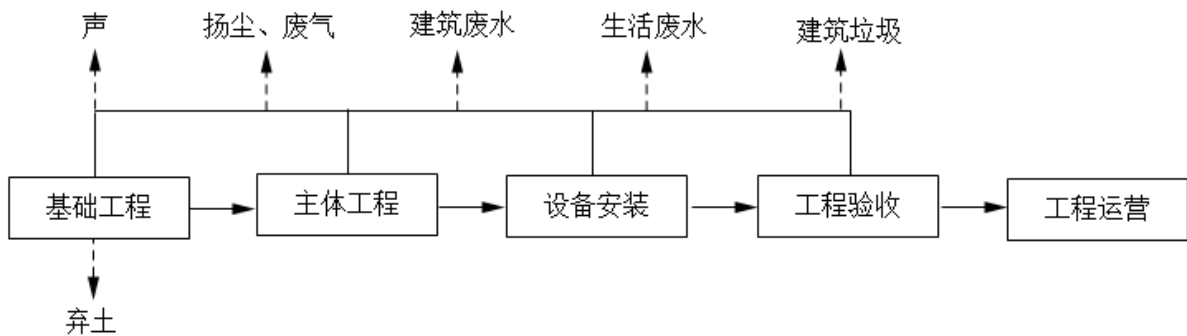 声 扬尘、废气 建筑废水 生活废水 建筑垃圾
基础工程 主体工程 设备安装 工程验收 工程运营
弃土